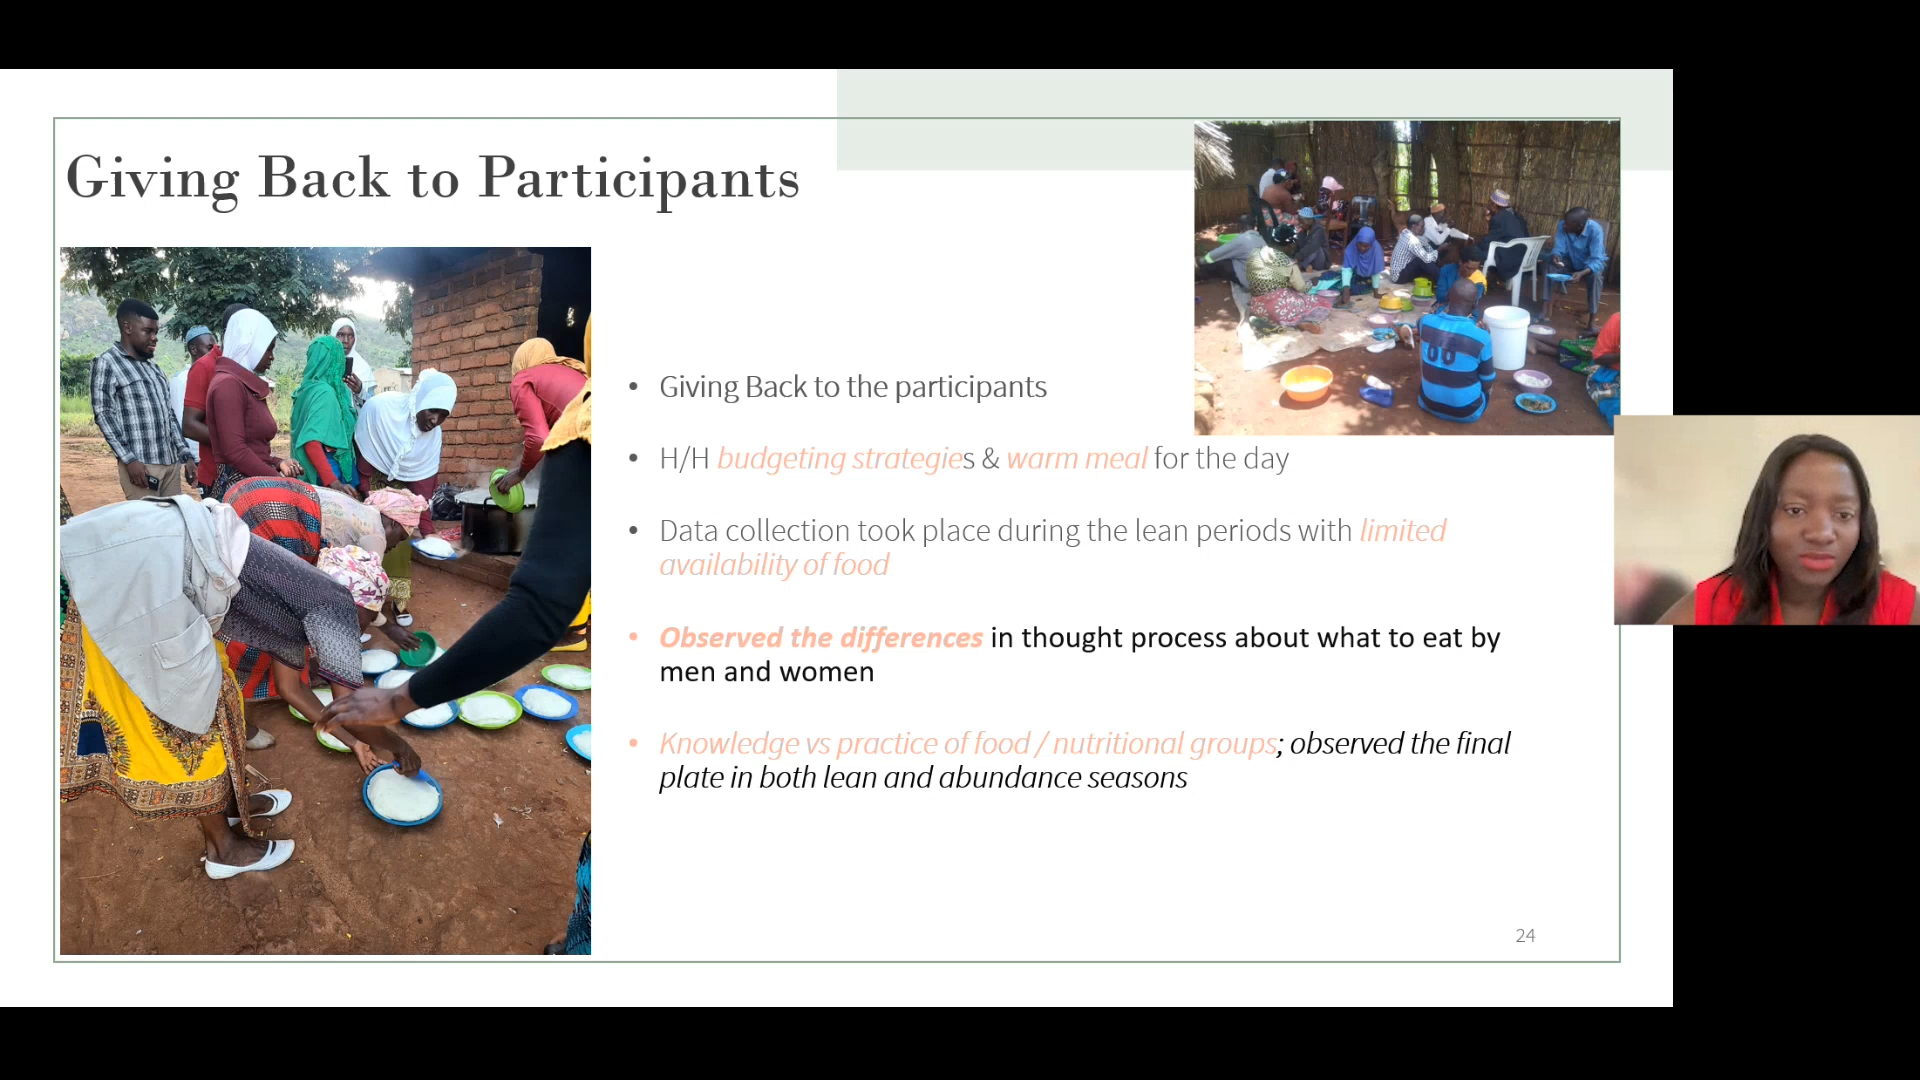 Giving Back to Participants
• Giving Back to the participants
• H/H budgeting strategies & warm meal for the day
• Data collection took place during the lean periods with limited
availability of food
• Observed the differences in thought process about what to eat by
men and women
• Knowledge vs practice of food / nutritional groups; observed the final
plate in both lean and abundance seasons
24